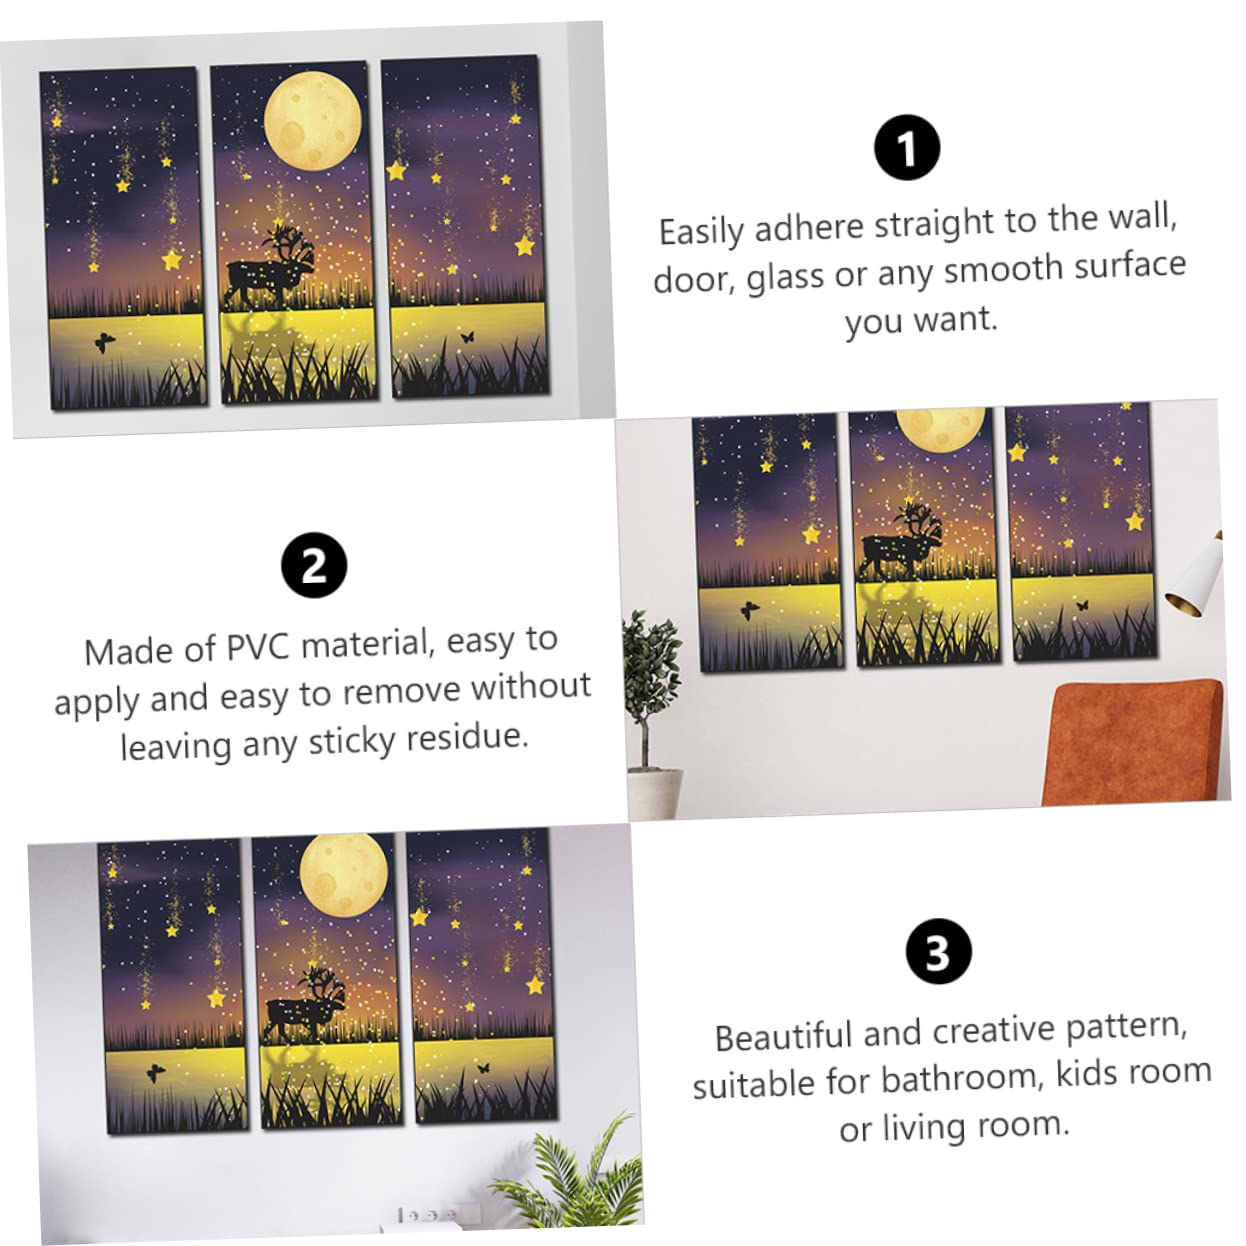 1
Easily adhere straight to the wall,
door, glass or any smooth surface
you want.
2
Made of PVC material, easy to
apply and easy to remove without
leaving any sticky residue.
3
Beautiful and creative pattern,
suitable for bathroom, kids room
or living room.